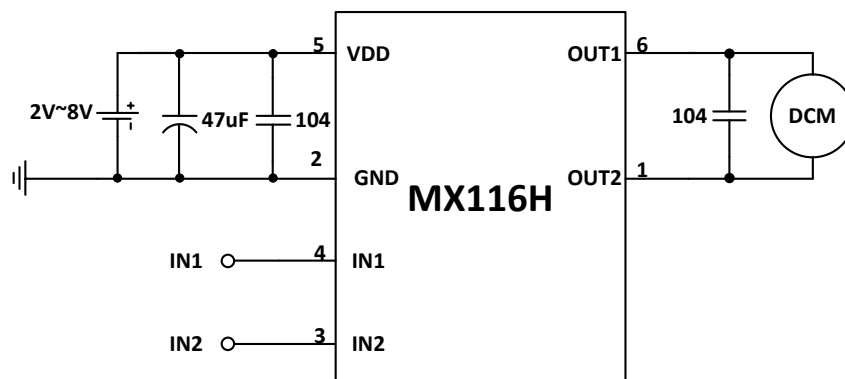 5 VDD
OUT1 6
2V~8V
+
47uF
104
104
DCM
2
GND
OUT2 1
MX116H
IN1
4
IN1
IN2
3
IN2